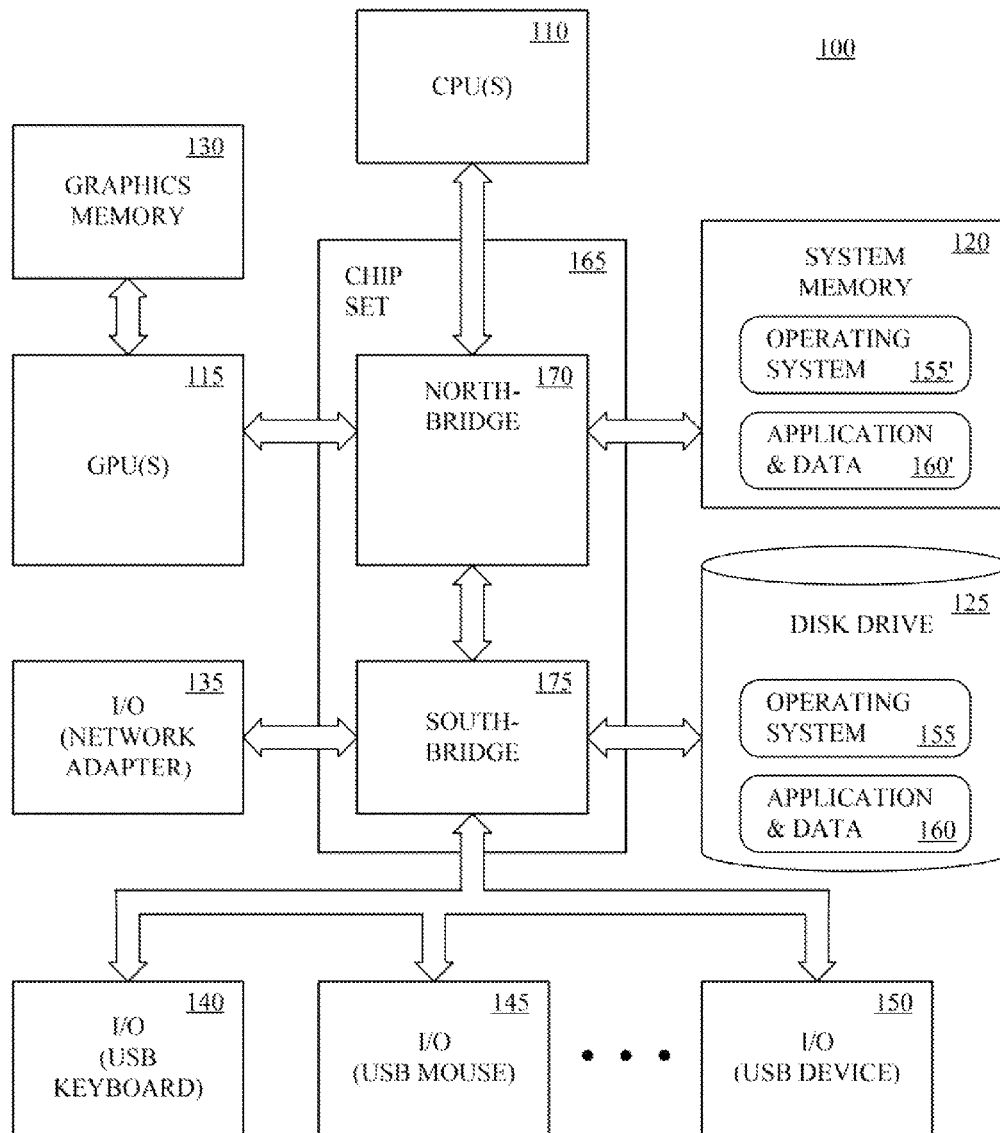 110
CPU(S)
100
130
GRAPHICS
MEMORY
165
CHIP
SET
120
SYSTEM
MEMORY
OPERATING
SYSTEM 155'
APPLICATION
& DATA 160'
115
GPU(S)
170
NORTH-
BRIDGE
125
DISK DRIVE
OPERATING
SYSTEM 155
APPLICATION
& DATA 160
135
I/O
(NETWORK
ADAPTER)
175
SOUTH-
BRIDGE
140
I/O
(USB
KEYBOARD)
145
I/O
(USB MOUSE)
• • •
150
I/O
(USB DEVICE)